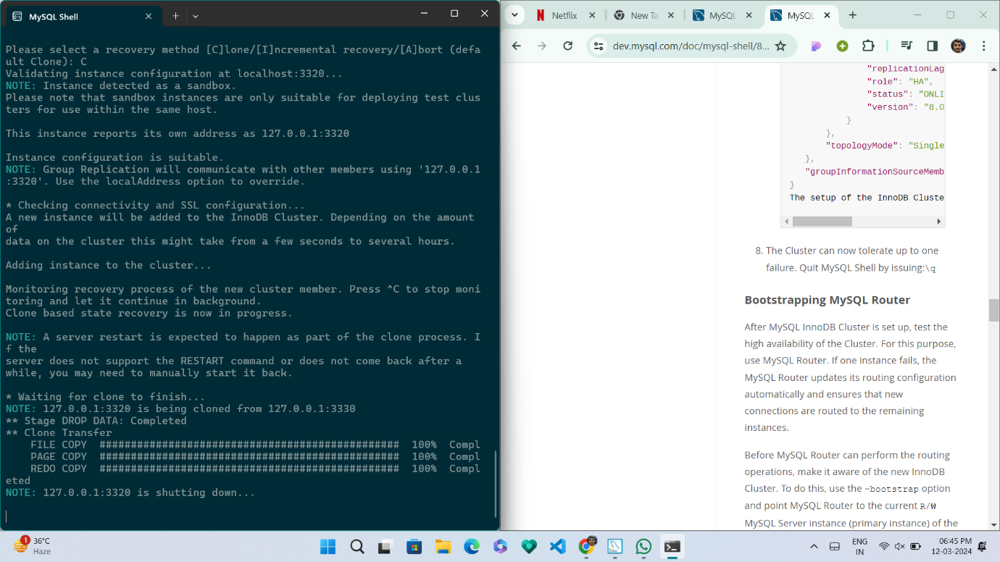 MySQL Shell
Please select a recovery method [C]lone/[I]ncremental recovery/[A]bort (defa
ult Clone): C
Validating instance configuration at localhost:3320...
NOTE: Instance detected as a sandbox.
Please note that sandbox instances are only suitable for deploying test clus
ters for use within the same host.
This instance reports its own address as 127.0.0.1:3320
Instance configuration is suitable.
NOTE: Group Replication will communicate with other members using '127.0.0.1
:3320'. Use the localAddress option to override.
* Checking connectivity and SSL configuration...
A new instance will be added to the InnoDB Cluster. Depending on the amount
of
data on the cluster this might take from a few seconds to several hours.
Adding instance to the cluster...
Monitoring recovery process of the new cluster member. Press ^C to stop moni
toring and let it continue in background.
Clone based state recovery is now in progress.
NOTE: A server restart is expected to happen as part of the clone process. I
f the
server does not support the RESTART command or does not come back after a
while, you may need to manually start it back.
* Waiting for clone to finish...
NOTE: 127.0.0.1:3320 is being cloned from 127.0.0.1:3330
** Stage DROP DATA: Completed
** Clone Transfer
FILE COPY ################################################ 100% Compl
PAGE COPY ################################################ 100% Compl
REDO COPY ################################################ 100% Compl
eted
NOTE: 127.0.0.1:3320 is shutting down...
Netflix
New Ta
MySQL
MySQL
dev.mysql.com/doc/mysql-shell/8...
"replicationLag
"role": "HA",
"status": "ONLI
"version": "8.0
}
},
"topologyMode": "Single
},
"groupInformationSourceMemb
}
The setup of the InnoDB Cluste
8. The Cluster can now tolerate up to one
failure. Quit MySQL Shell by issuing:\q
Bootstrapping MySQL Router
After MySQL InnoDB Cluster is set up, test the
high availability of the Cluster. For this purpose,
use MySQL Router. If one instance fails, the
MySQL Router updates its routing configuration
automatically and ensures that new
connections are routed to the remaining
instances.
Before MySQL Router can perform the routing
operations, make it aware of the new InnoDB
Cluster. To do this, use the -bootstrap option
and point MySQL Router to the current R/W
MySQL Server instance (primary instance) of the
1
36°C
Haze
ENG
IN
06:45 PM
12-03-2024